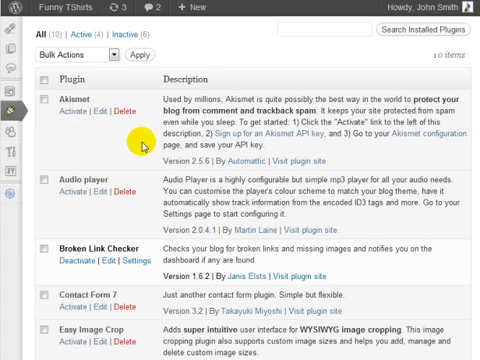 Funny TShirts 3 2 + New Howdy, John Smith
All (10) | Active (4) | Inactive (6) Search Installed Plugins
Bulk Actions Apply 10 items
Plugin Description
Akismet
Activate | Edit | Delete
Used by millions, Akismet is quite possibly the best way in the world to protect your
blog from comment and trackback spam. It keeps your site protected from spam
even while you sleep. To get started: 1) Click the "Activate" link to the left of this
description, 2) Sign up for an Akismet API key, and 3) Go to your Akismet configuration
page, and save your API key.
Version 2.5.6 | By Automattic | Visit plugin site
Audio player
Activate | Edit | Delete
Audio Player is a highly configurable but simple mp3 player for all your audio needs.
You can customise the player's colour scheme to match your blog theme, have it
automatically show track information from the encoded ID3 tags and more. Go to your
Settings page to start configuring it.
Version 2.0.4.1 | By Martin Laine | Visit plugin site
Broken Link Checker
Deactivate | Edit | Settings
Checks your blog for broken links and missing images and notifies you on the
dashboard if any are found.
Version 1.6.2 | By Janis Elsts | Visit plugin site
Contact Form 7
Activate | Edit | Delete
Just another contact form plugin. Simple but flexible.
Version 3.2 | By Takayuki Miyoshi | Visit plugin site
Easy Image Crop
Activate | Edit | Delete
Adds super intuitive user interface for WYSIWYG image cropping. This image
cropping plugin also supports custom image sizes and helps you add, manage and
delete custom image sizes.